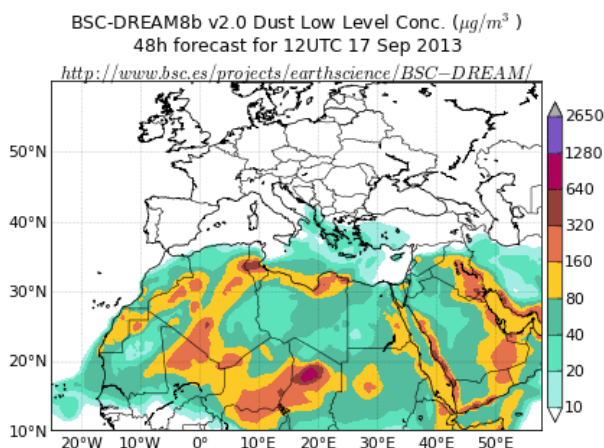 BSC-DREAM8b v2.0 Dust Low Level Conc. (μg/m³ )
48h forecast for 12UTC 17 Sep 2013
http://www.bsc.es/projects/earthscience/BSC−DREAM/
2650
1280
640
320
160
80
40
20
10
50°N
40°N
30°N
20°N
10°N
20°W 10°W 0° 10°E 20°E 30°E 40°E 50°E